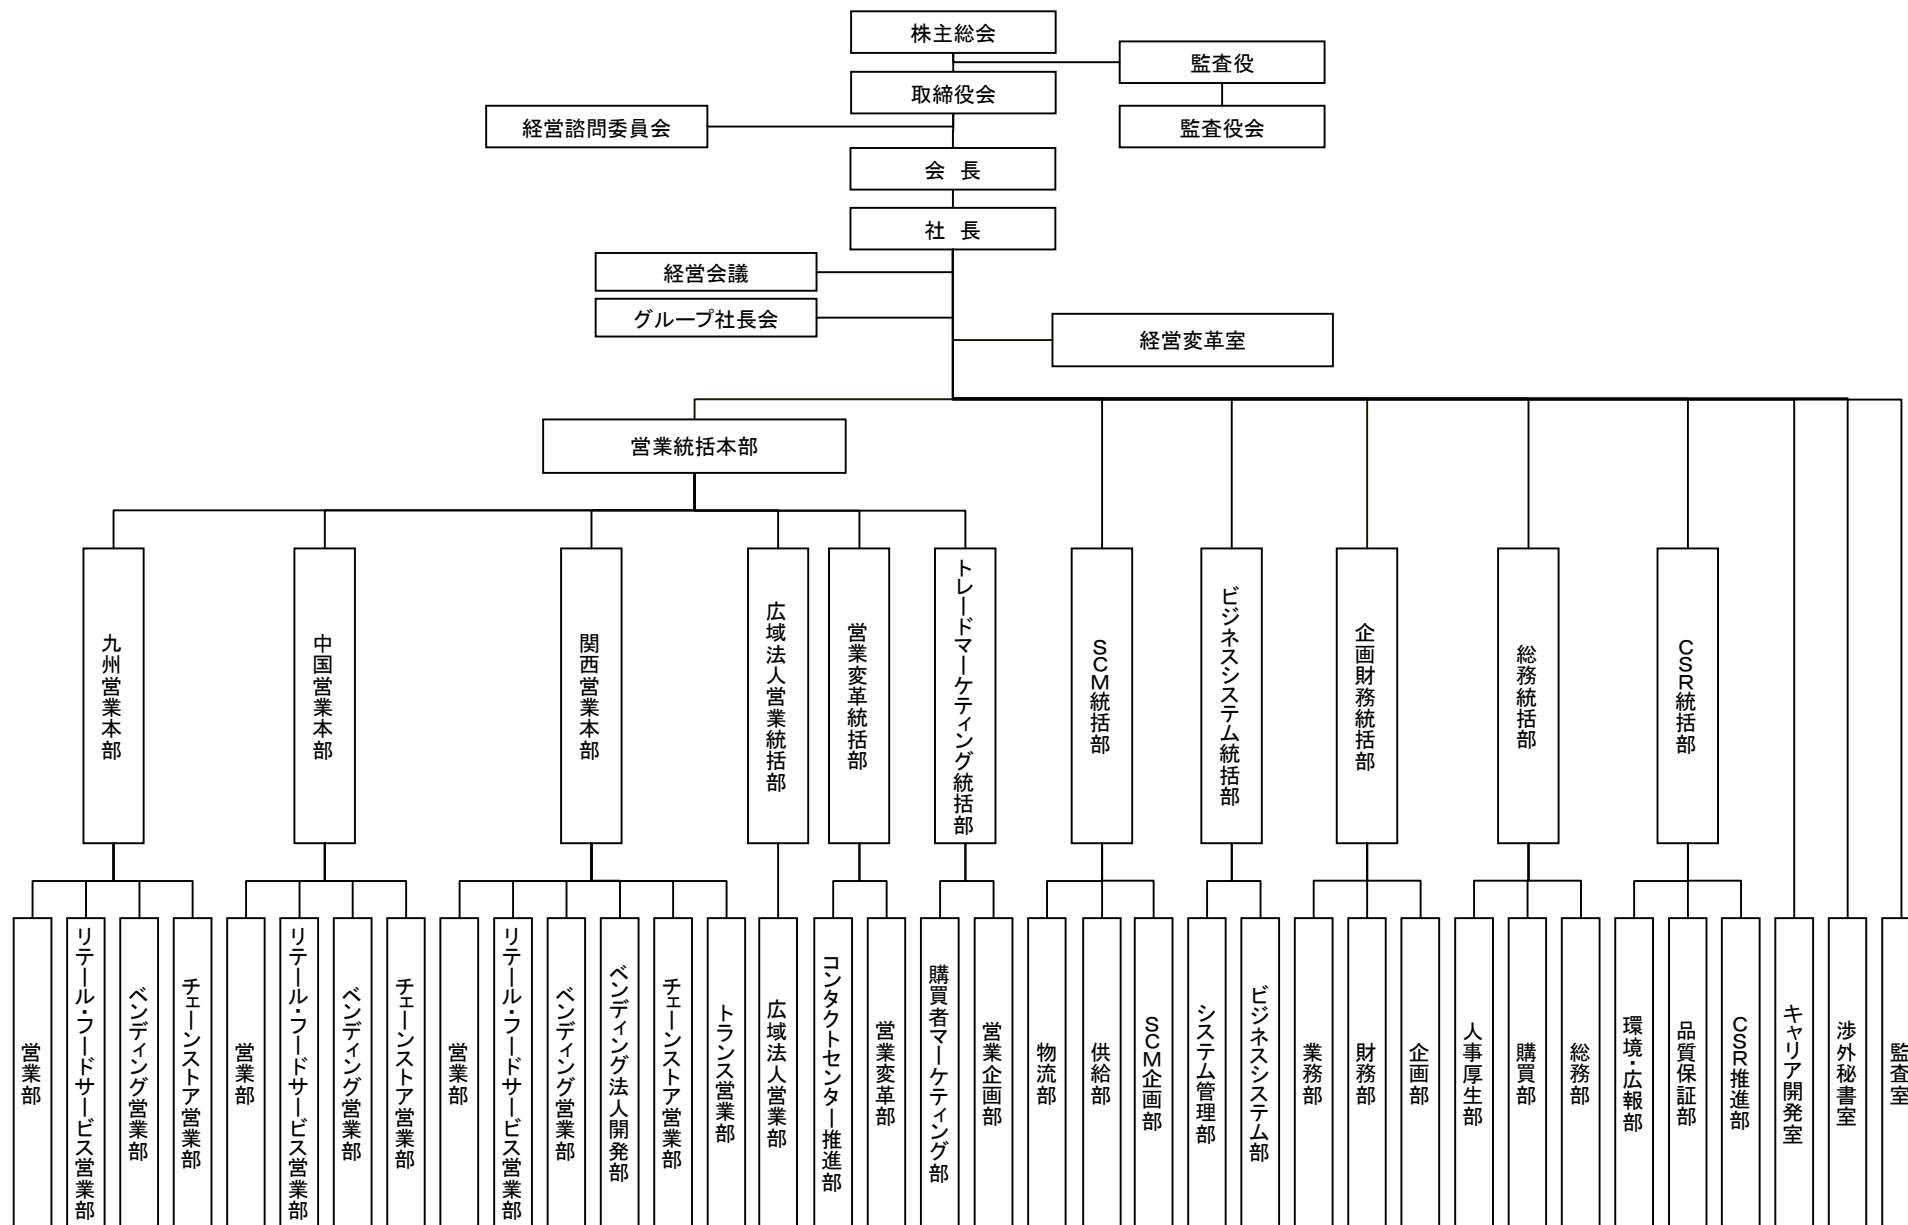 株主総会
監査役
取締役会
経営諮問委員会
監査役会
会 長
社 長
経営会議
グループ社長会
経営変革室
営業統括本部
九州営業本部
中国営業本部
関西営業本部
広域法人営業統括部
営業変革統括部
トレードマーケティング統括部
SCM統括部
ビジネスシステム統括部
企画財務統括部
総務統括部
CSR統括部
営業部
リテール・フードサービス営業部
ベンディング営業部
チェーンストア営業部
営業部
リテール・フードサービス営業部
ベンディング営業部
チェーンストア営業部
営業部
リテール・フードサービス営業部
ベンディング営業部
ベンディング法人開発部
チェーンストア営業部
トランス営業部
広域法人営業部
コンタクトセンター推進部
営業変革部
購買者マーケティング部
営業企画部
物流部
供給部
SCM企画部
システム管理部
ビジネスシステム部
業務部
財務部
企画部
人事厚生部
購買部
総務部
環境・広報部
品質保証部
CSR推進部
キャリア開発室
渉外秘書室
監査室